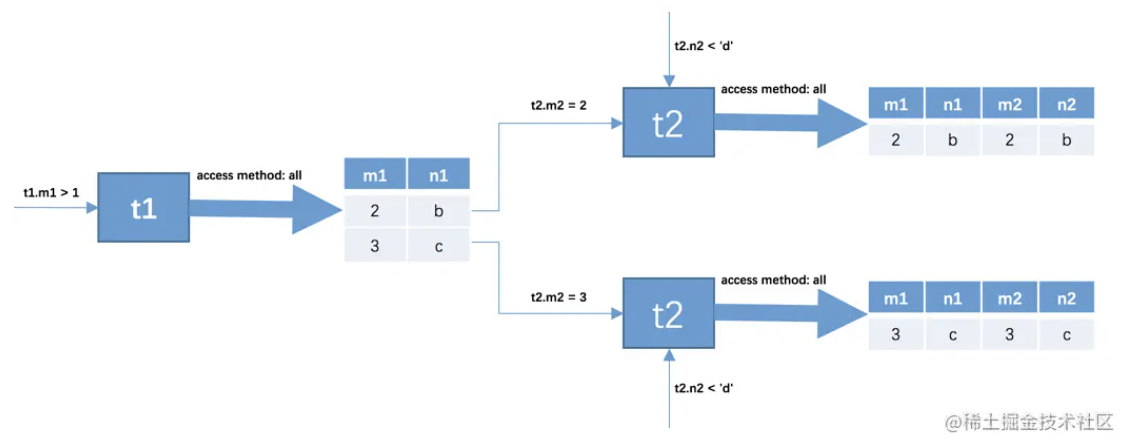 t1.m1 > 1
t1
access method: all
m1 n1
2 b
3 c
t2.m2 = 2
t2.n2 < 'd'
t2
access method: all
m1 n1 m2 n2
2 b 2 b
t2.m2 = 3
t2
access method: all
m1 n1 m2 n2
3 c 3 c
t2.n2 < 'd'
@稀土掘金技术社区